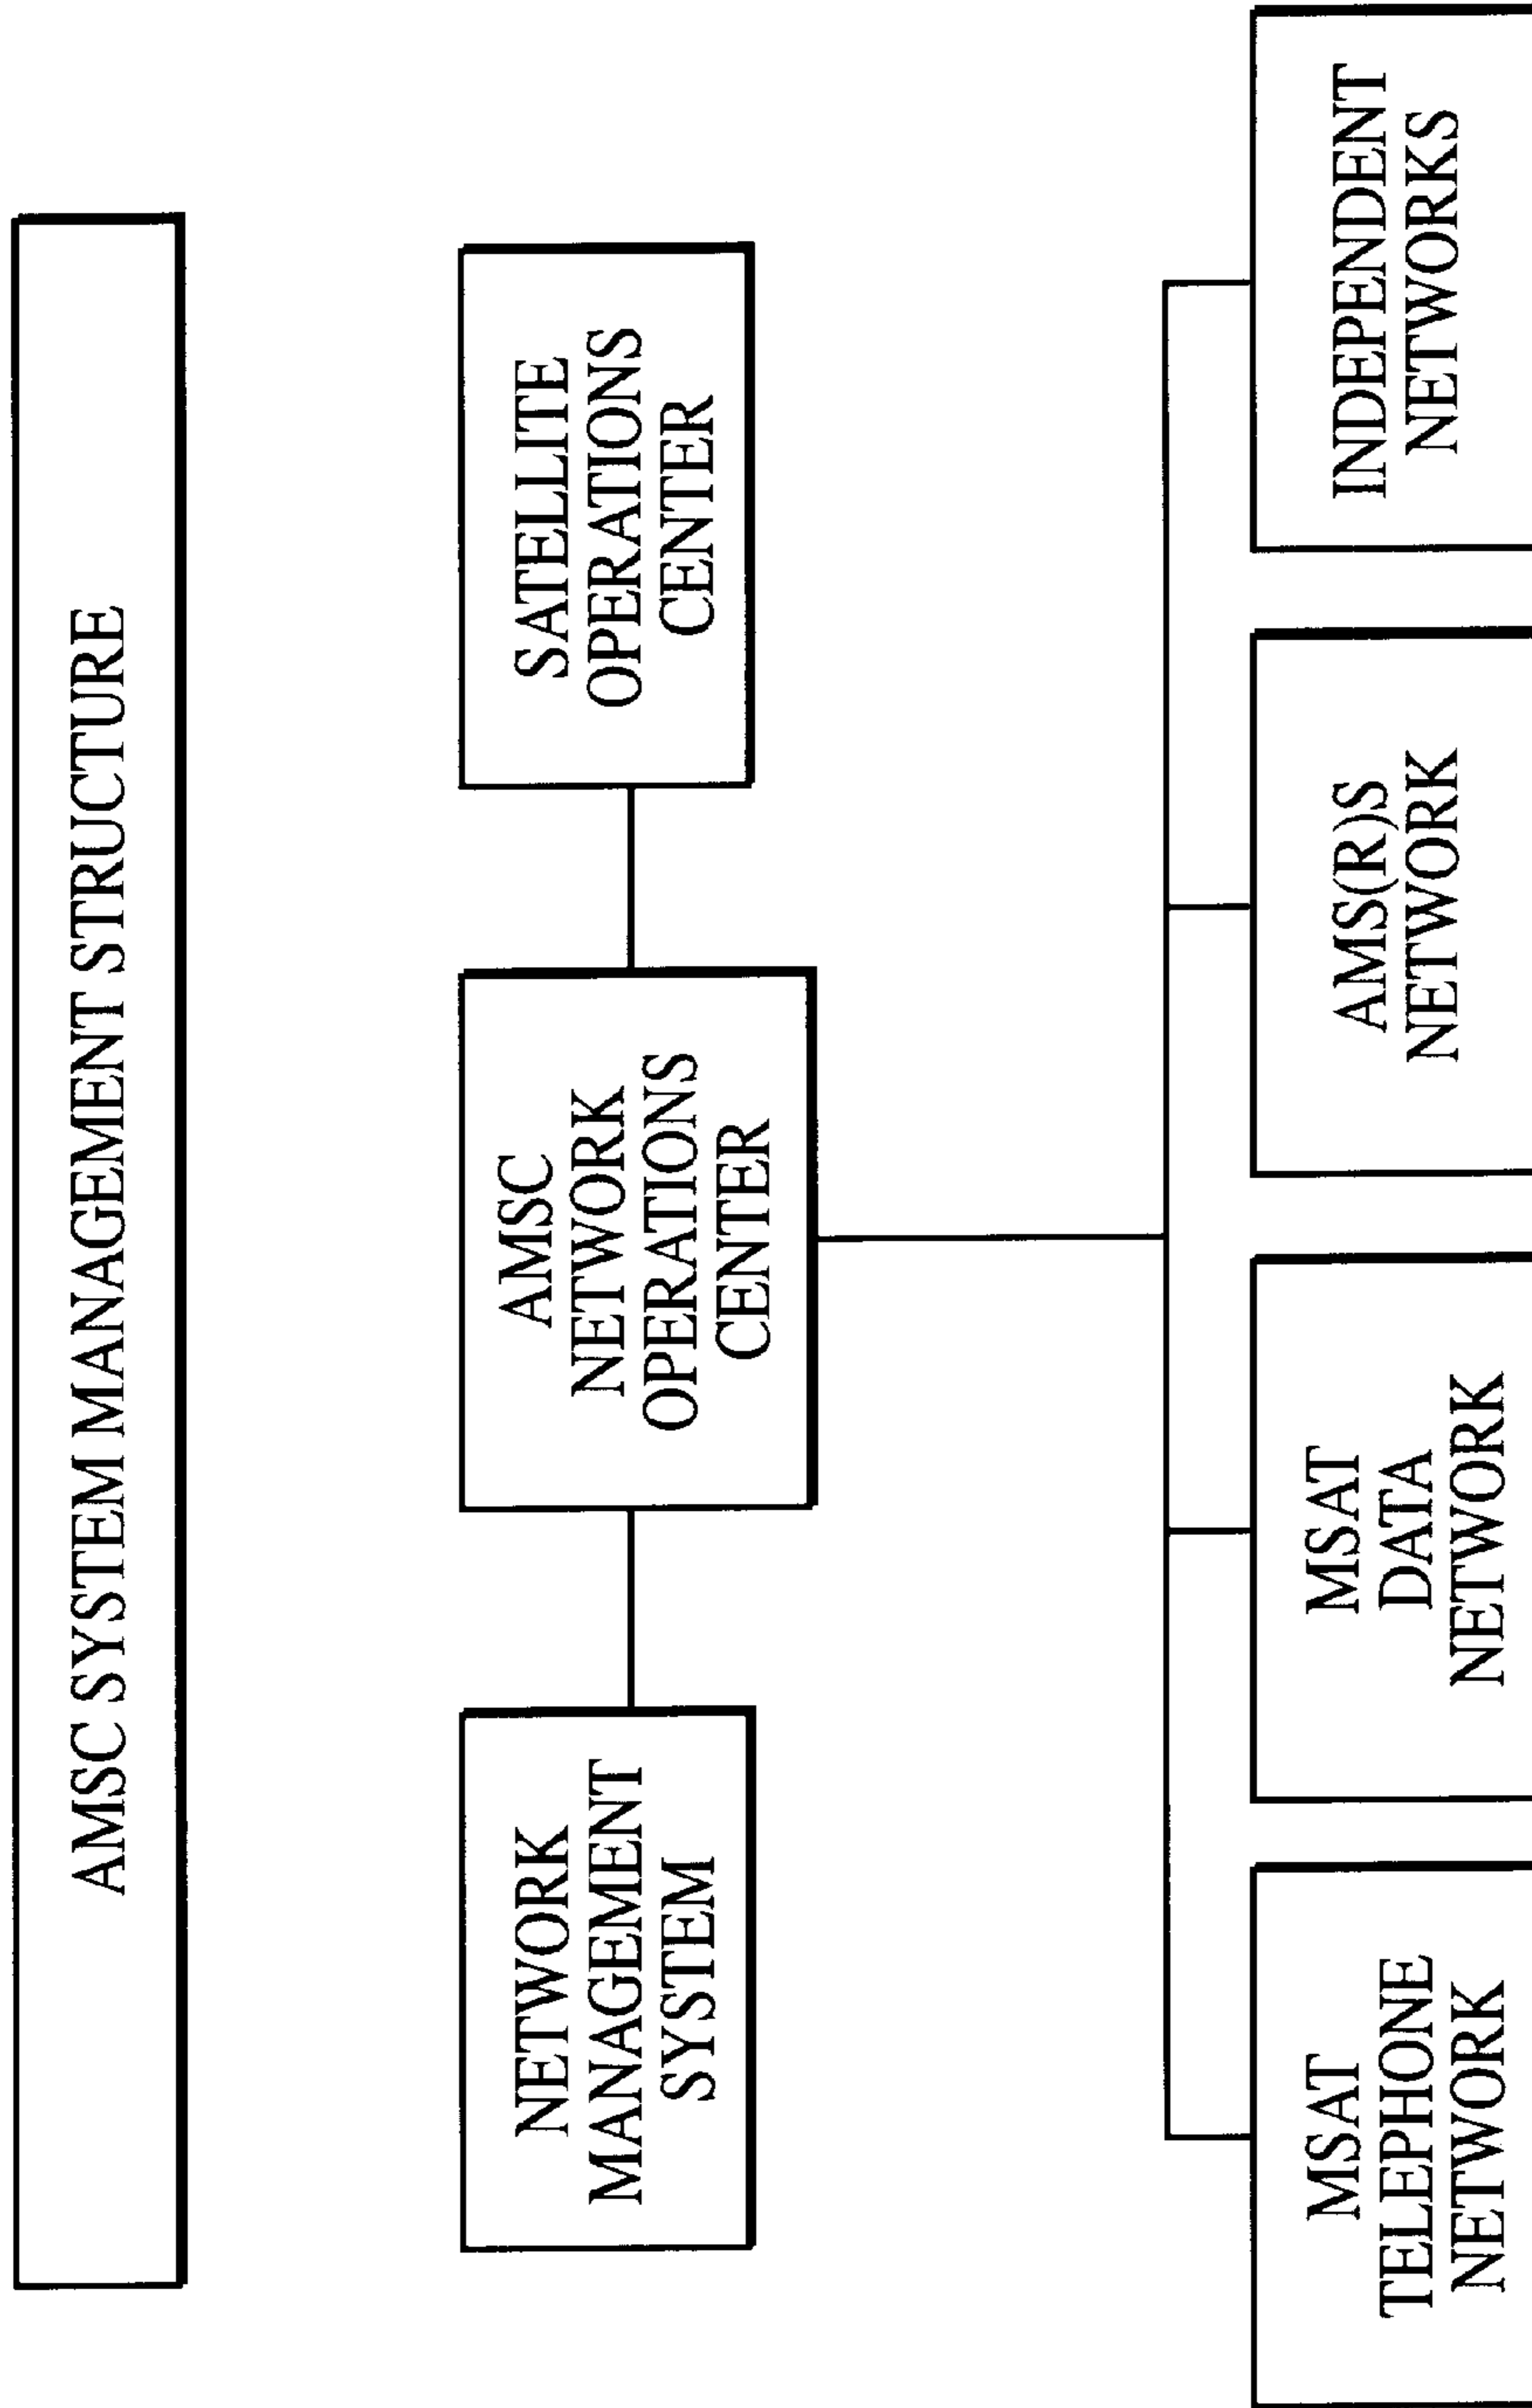 AMSC SYSTEM MANAGEMENT STRUCTURE
NETWORK
MANAGEMENT
SYSTEM
AMSC
NETWORK
OPERATIONS
CENTER
SATELLITE
OPERATIONS
CENTER
MSAT
TELEPHONE
NETWORK
MSAT
DATA
NETWORK
AMS(R)S
NETWORK
INDEPENDENT
NETWORKS